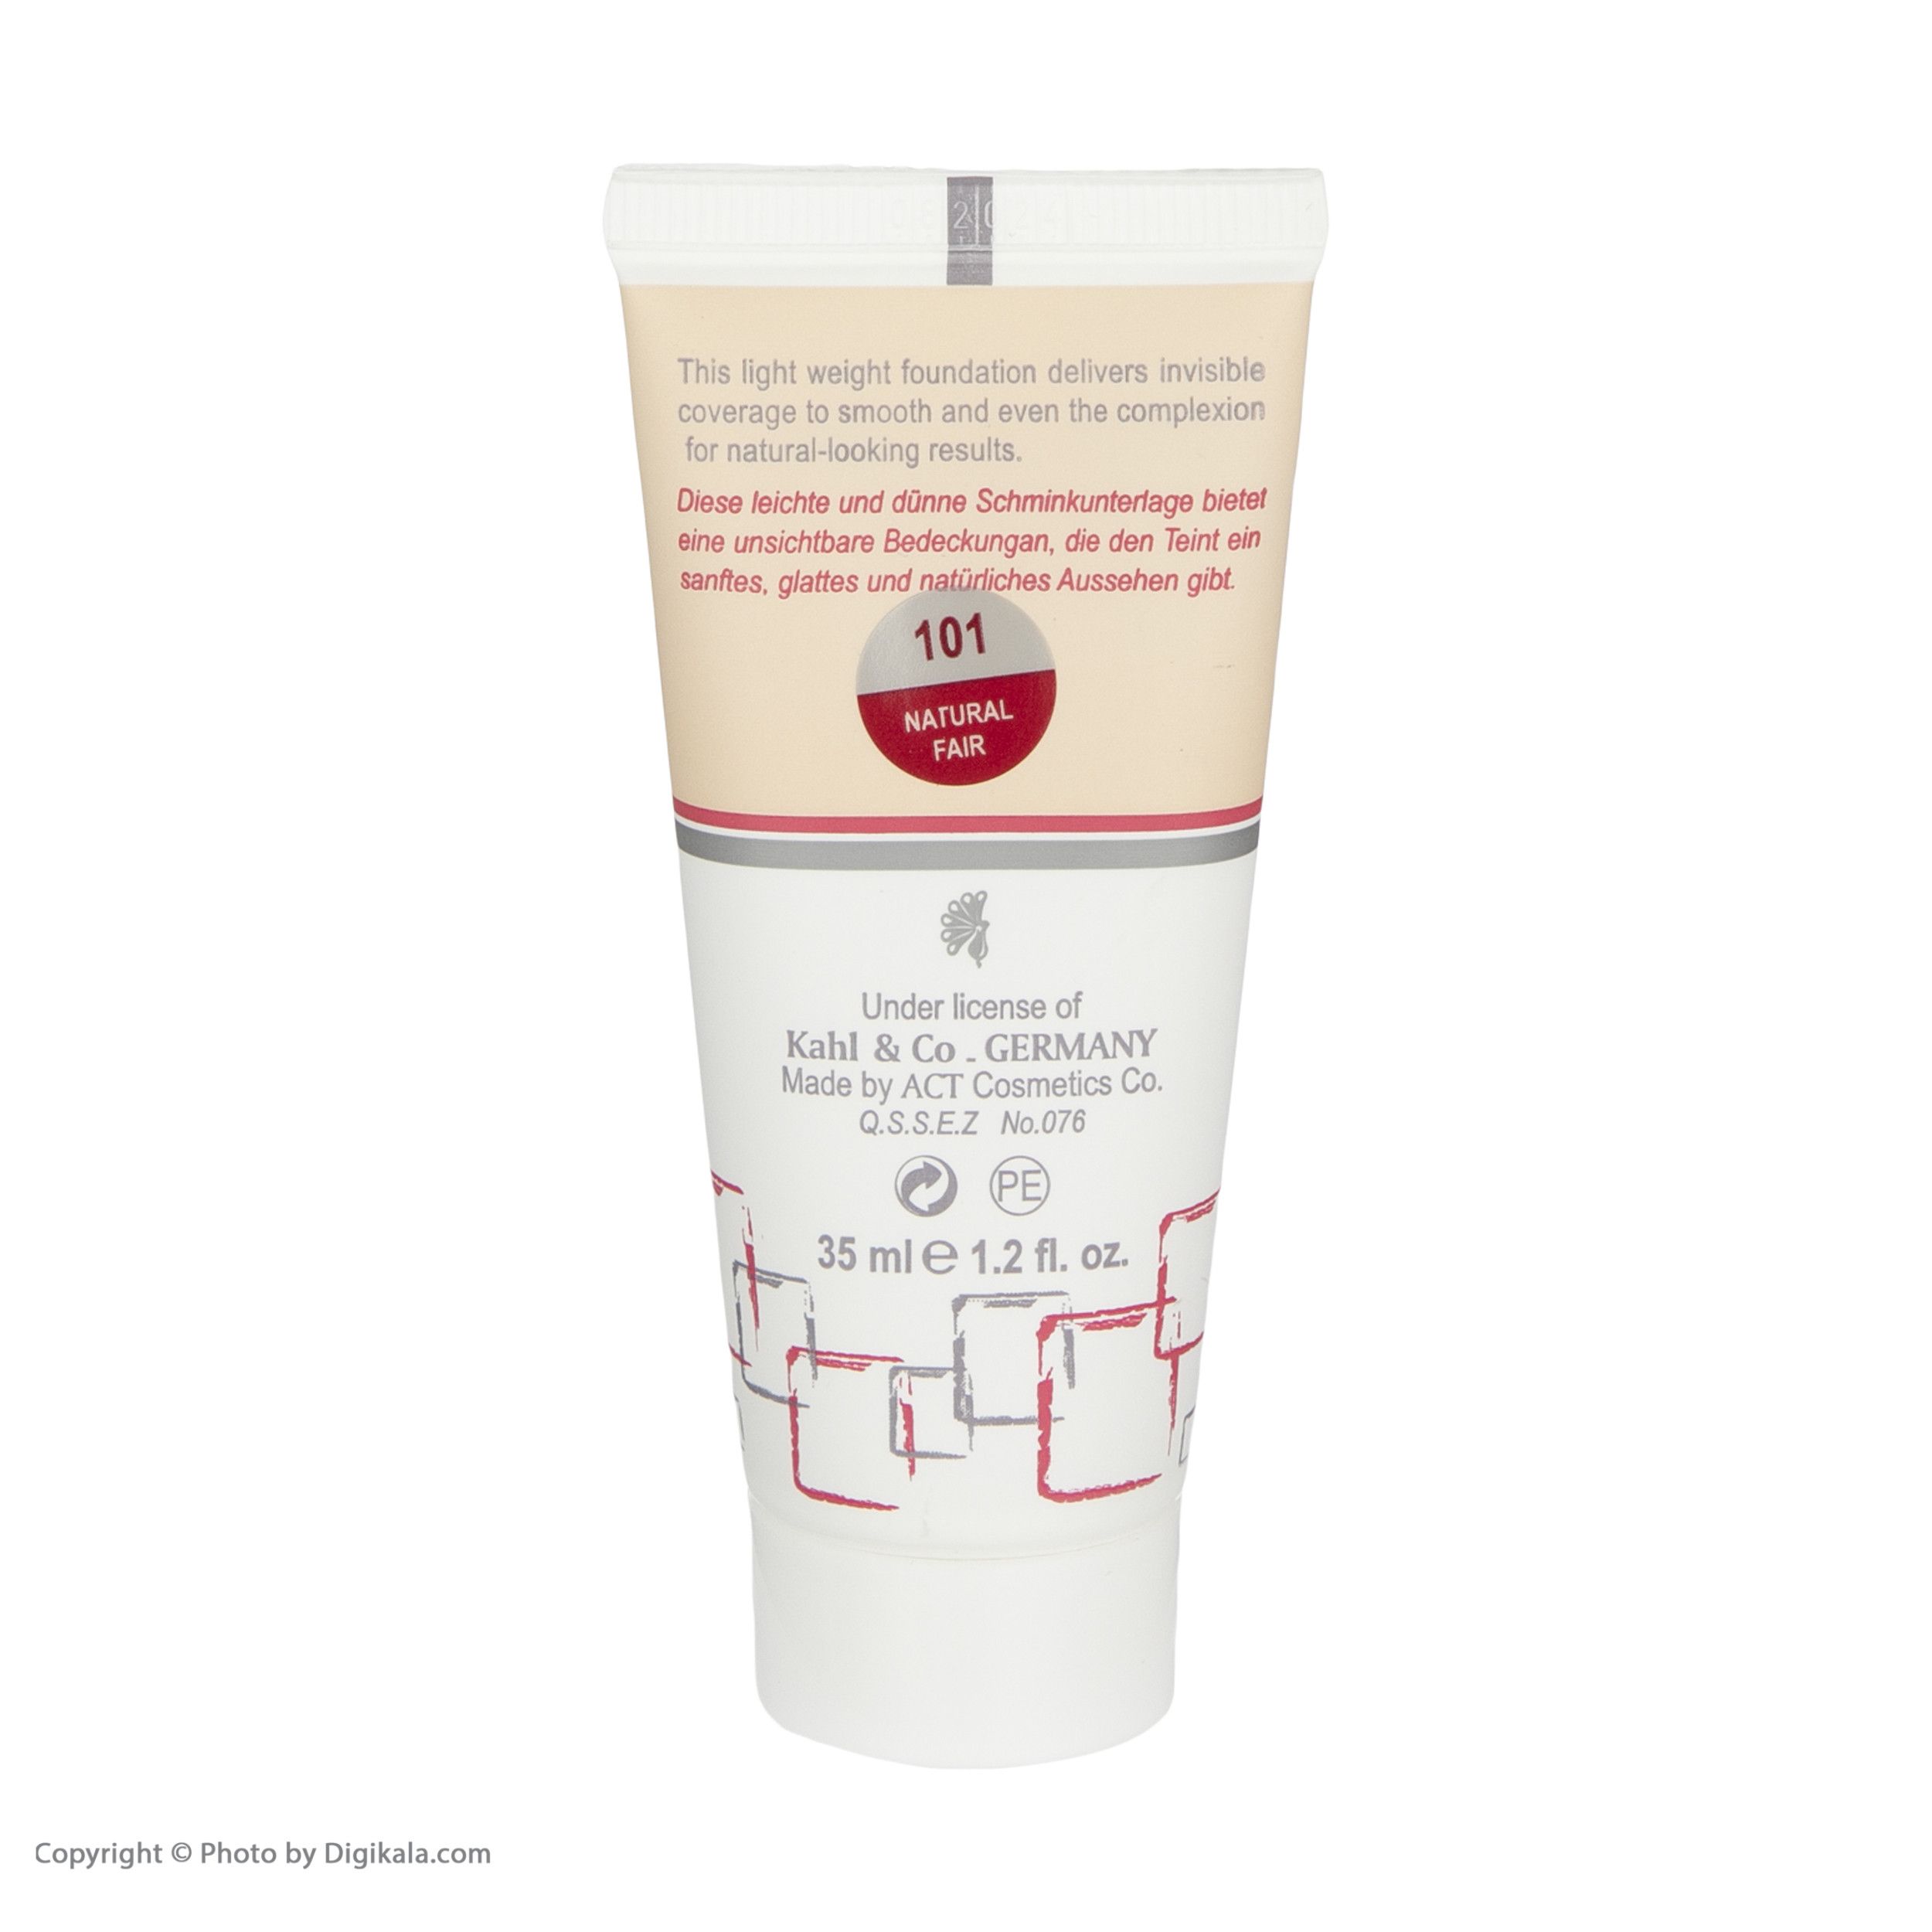 This light weight foundation delivers invisible
coverage to smooth and even the complexion
for natural-looking results.
Diese leichte und dünne Schminkunterlage bietet
eine unsichtbare Bedeckungan, die den Teint ein
sanftes, glattes und natürliches Aussehen gibt.
101
NATURAL
FAIR
Under license of
Kahl & Co - GERMANY
Made by ACT Cosmetics Co.
Q.S.S.E.Z No.076
PE
35 ml e 1.2 fl. oz.
Copyright © Photo by Digikala.com